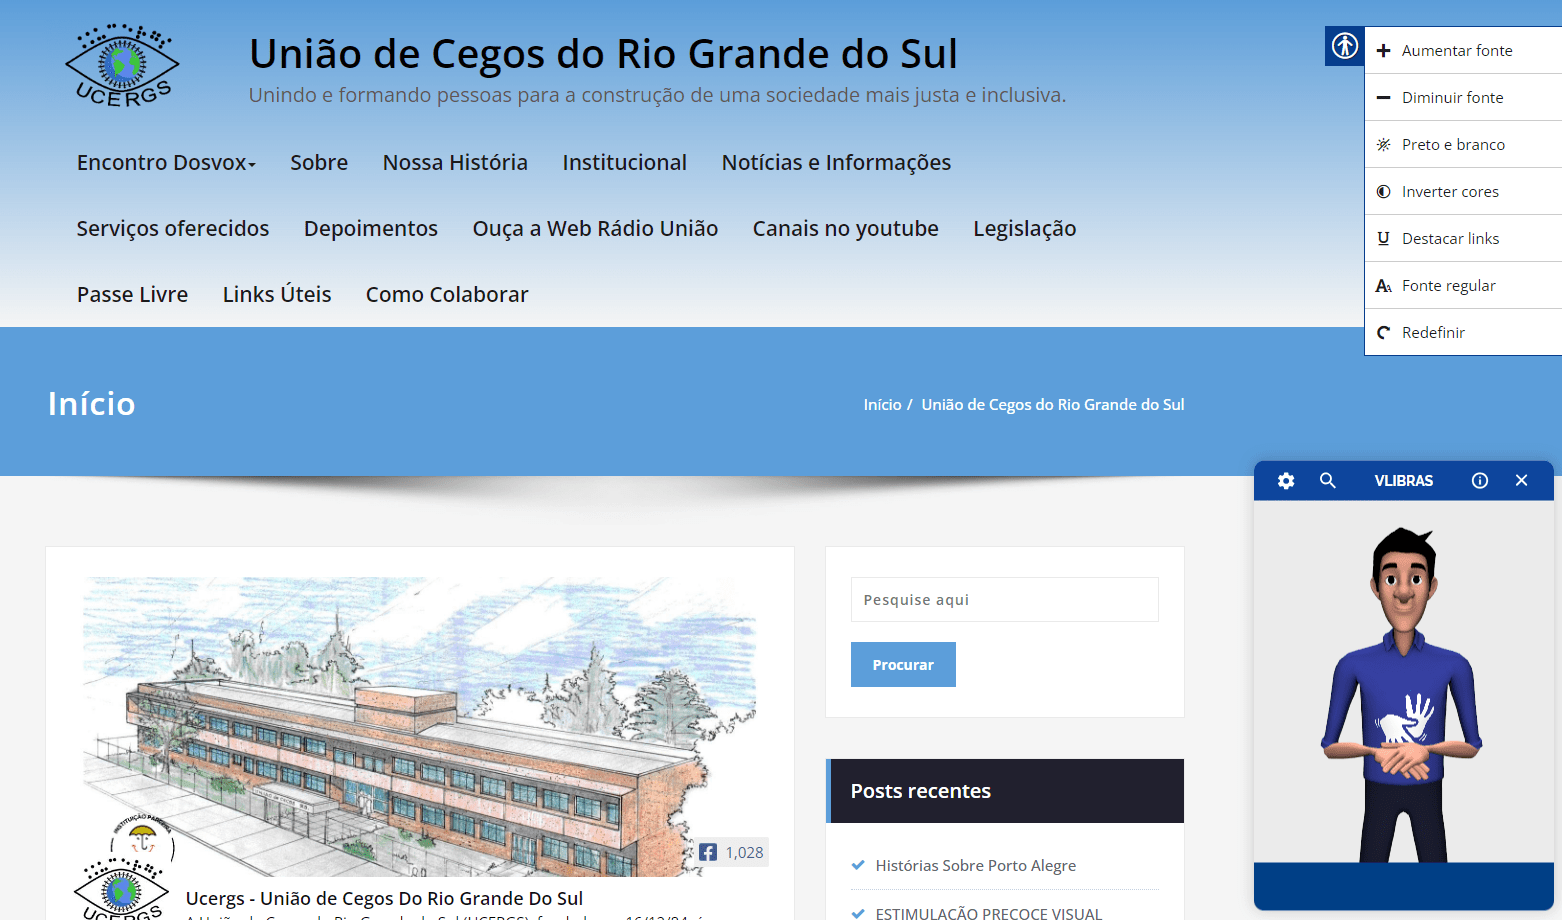 UCERGS
União de Cegos do Rio Grande do Sul
Unindo e formando pessoas para a construção de uma sociedade mais justa e inclusiva.
Encontro Dosvox Sobre Nossa História Institucional Notícias e Informações
Serviços oferecidos Depoimentos Ouça a Web Rádio União Canais no youtube Legislação
Passe Livre Links Úteis Como Colaborar
Aumentar fonte
Diminuir fonte
Preto e branco
Inverter cores
Destacar links
Fonte regular
Redefinir
Início
Início / União de Cegos do Rio Grande do Sul
VLIBRAS
Pesquise aqui
Procurar
Posts recentes
Histórias Sobre Porto Alegre
ESTIMULAÇÃO PRECOCE VISUAL
INSTITUIÇÃO PARCEIRA
1,028
UCERGS
Ucergs - União de Cegos Do Rio Grande Do Sul